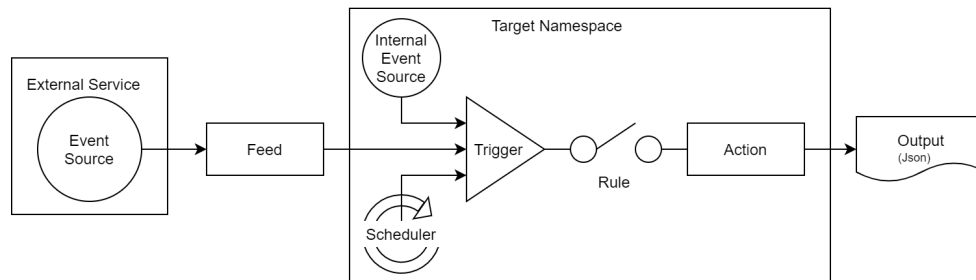 Target Namespace
External Service
Event
Source
Feed
Internal
Event
Source
Scheduler
Trigger
Rule
Action
Output
(Json)